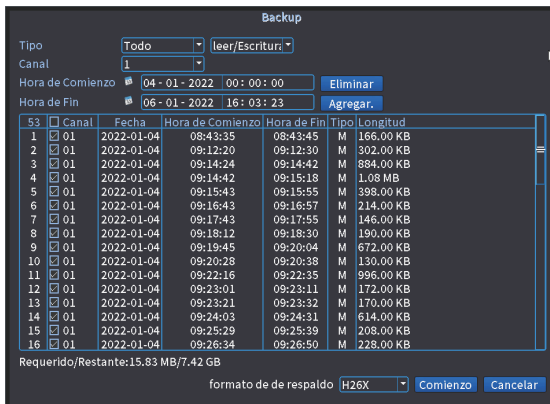 Backup
Tipo Todo leer/Escritura
Canal 1
Hora de Comienzo 04 - 01 - 2022 00 : 00 : 00 Eliminar
Hora de Fin 06 - 01 - 2022 16 : 03 : 23 Agregar.
53 Canal Fecha Hora de Comienzo Hora de Fin Tipo Longitud
1 01 2022-01-04 08:43:35 08:43:45 M 166.00 KB
2 01 2022-01-04 09:12:20 09:12:30 M 302.00 KB
3 01 2022-01-04 09:14:24 09:14:42 M 884.00 KB
4 01 2022-01-04 09:14:42 09:15:18 M 1.08 MB
5 01 2022-01-04 09:15:43 09:15:55 M 398.00 KB
6 01 2022-01-04 09:16:43 09:16:57 M 214.00 KB
7 01 2022-01-04 09:17:43 09:17:55 M 146.00 KB
8 01 2022-01-04 09:18:12 09:18:30 M 190.00 KB
9 01 2022-01-04 09:19:45 09:20:04 M 672.00 KB
10 01 2022-01-04 09:20:28 09:20:38 M 130.00 KB
11 01 2022-01-04 09:22:16 09:22:35 M 996.00 KB
12 01 2022-01-04 09:23:01 09:23:11 M 172.00 KB
13 01 2022-01-04 09:23:21 09:23:32 M 170.00 KB
14 01 2022-01-04 09:24:03 09:24:31 M 614.00 KB
15 01 2022-01-04 09:25:29 09:25:39 M 208.00 KB
16 01 2022-01-04 09:26:34 09:26:50 M 228.00 KB
Requerido/Restante:15.83 MB/7.42 GB
formato de de respaldo H26X Comienzo Cancelar